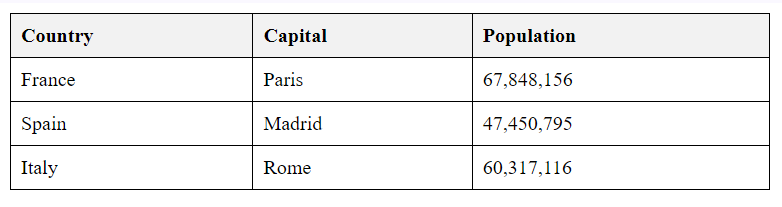 Country Capital Population
France Paris 67,848,156
Spain Madrid 47,450,795
Italy Rome 60,317,116